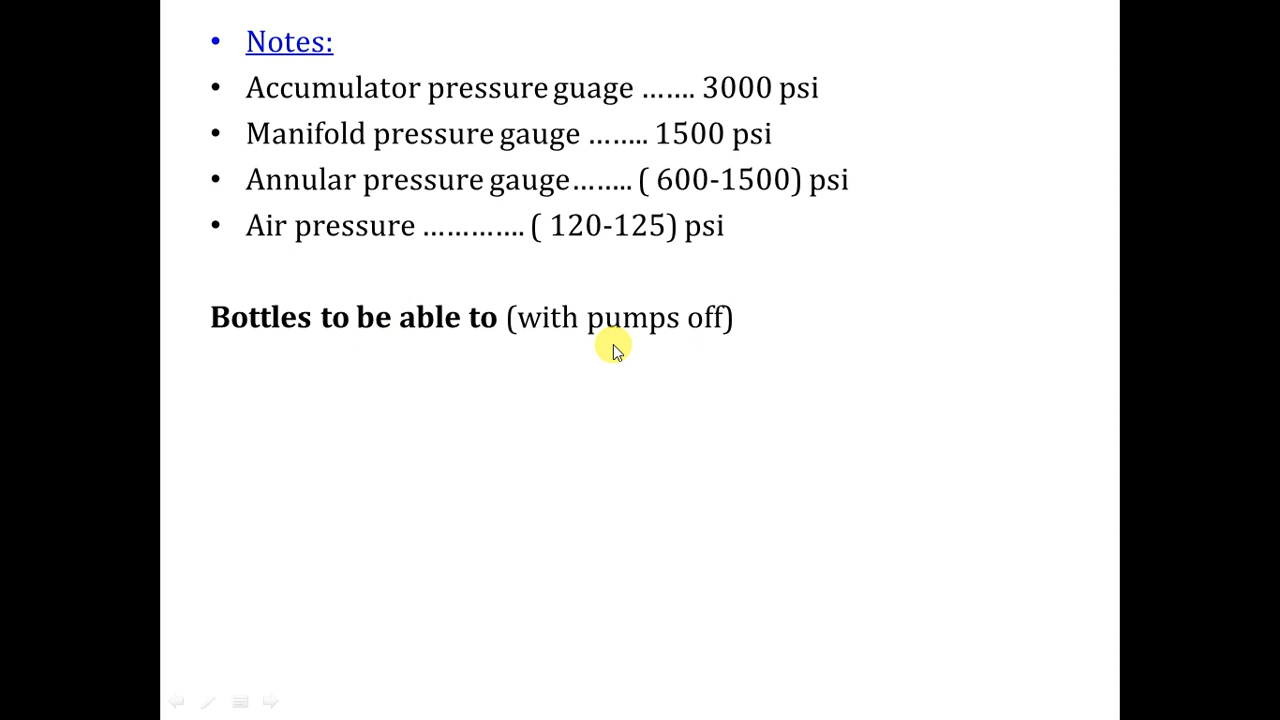 • Notes:
• Accumulator pressure guage ……. 3000 psi
• Manifold pressure gauge …….. 1500 psi
• Annular pressure gauge…….. ( 600-1500) psi
• Air pressure …………. ( 120-125) psi
Bottles to be able to (with pumps off)